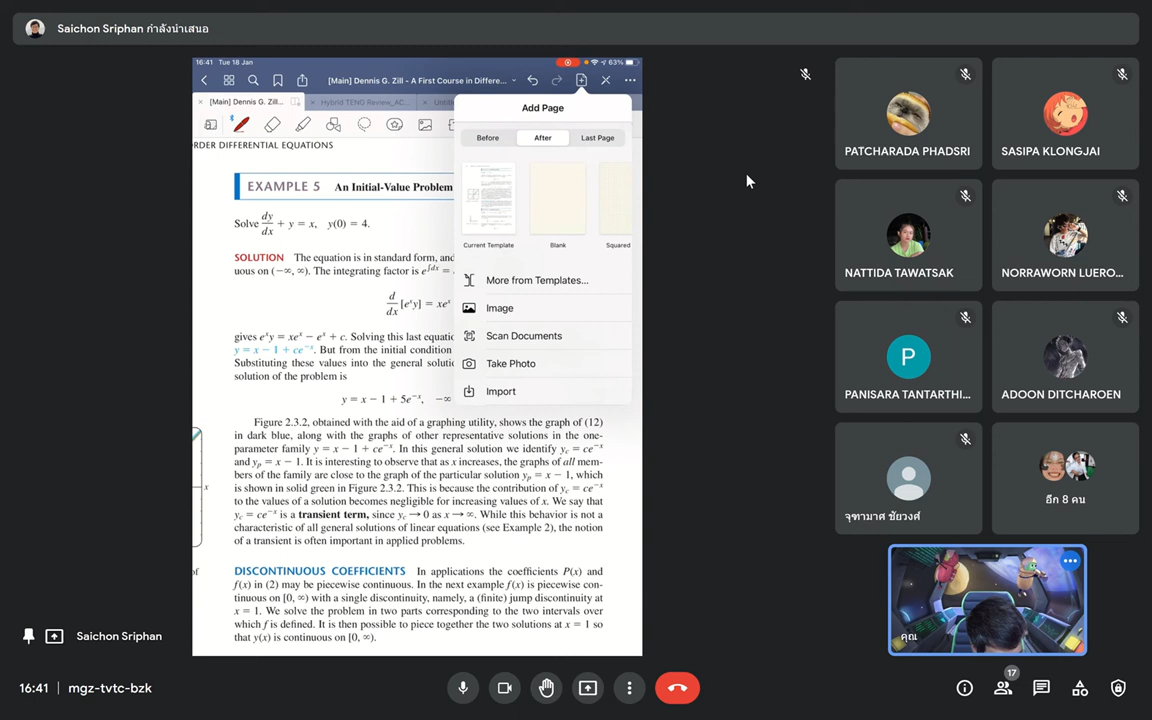 Saichon Sriphan กำลังนำเสนอ
16:41 Tue 18 Jan
63%
[Main] Dennis G. Zill - A First Course in Differe...
[Main] Dennis G. Zill...
Hybrid TENG Review_AC...
Add Page
Before
After
Last Page
Current Template
Blank
Squared
More from Templates...
Image
Scan Documents
Take Photo
Import
ORDER DIFFERENTIAL EQUATIONS
EXAMPLE 5 An Initial-Value Problem
Solve dy/dx + y = x, y(0) = 4.
SOLUTION The equation is in standard form, and
uous on (−∞, ∞). The integrating factor is e^∫dx =
d/dx [e^x y] = xe^x
gives e^x y = xe^x − e^x + c. Solving this last equatio
y = x − 1 + ce^−x. But from the initial condition
Substituting these values into the general solutio
solution of the problem is
y = x − 1 + 5e^−x, −∞
Figure 2.3.2, obtained with the aid of a graphing utility, shows the graph of (12)
in dark blue, along with the graphs of other representative solutions in the one-
parameter family y = x − 1 + ce^−x. In this general solution we identify y_c = ce^−x
and y_p = x − 1. It is interesting to observe that as x increases, the graphs of all mem-
bers of the family are close to the graph of the particular solution y_p = x − 1, which
is shown in solid green in Figure 2.3.2. This is because the contribution of y_c = ce^−x
to the values of a solution becomes negligible for increasing values of x. We say that
y_c = ce^−x is a transient term, since y_c → 0 as x → ∞. While this behavior is not a
characteristic of all general solutions of linear equations (see Example 2), the notion
of a transient is often important in applied problems.
x
of
DISCONTINUOUS COEFFICIENTS In applications the coefficients P(x) and
f(x) in (2) may be piecewise continuous. In the next example f(x) is piecewise con-
tinuous on [0, ∞) with a single discontinuity, namely, a (finite) jump discontinuity at
x = 1. We solve the problem in two parts corresponding to the two intervals over
which f is defined. It is then possible to piece together the two solutions at x = 1 so
that y(x) is continuous on [0, ∞).
PATCHARADA PHADSRI
SASIPA KLONGJAI
NATTIDA TAWATSAK
NORRAWORN LUERO...
P
PANISARA TANTARTHI...
ADOON DITCHAROEN
จุฑามาศ ชัยวงศ์
อีก 8 คน
คุณ
Saichon Sriphan
16:41
mgz-tvtc-bzk
17